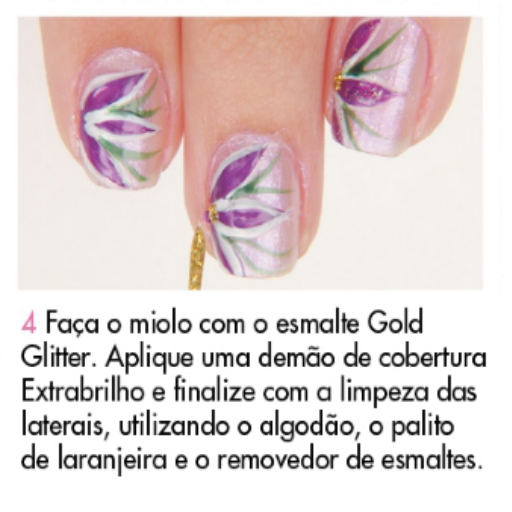 4 Faça o miolo com o esmalte Gold
Glitter. Aplique uma demão de cobertura
Extrabrilho e finalize com a limpeza das
laterais, utilizando o algodão, o palito
de laranjeira e o removedor de esmaltes.